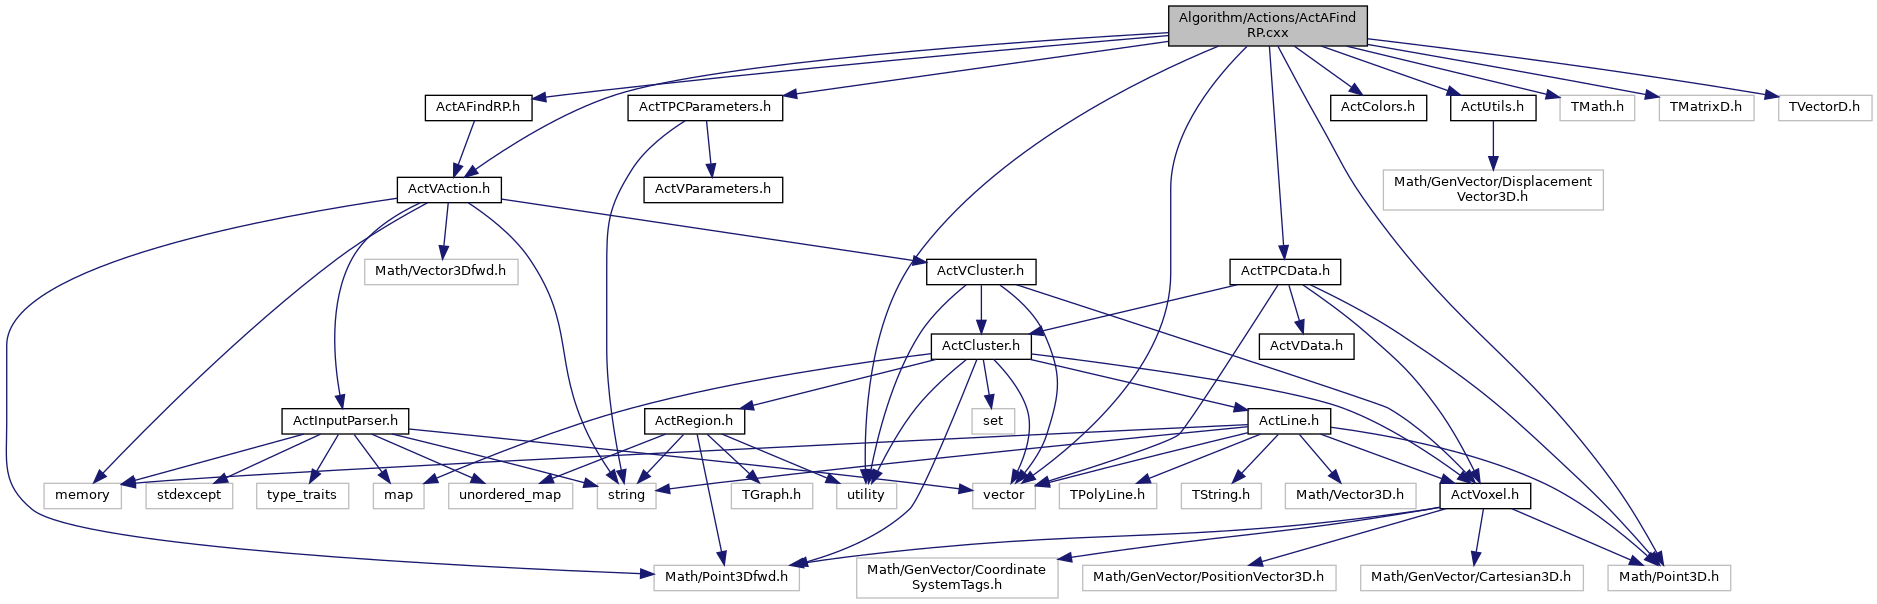 Algorithm/Actions/ActAFind
RP.cxx
ActAFindRP.h
ActTPCParameters.h
ActColors.h
ActUtils.h
TMath.h
TMatrixD.h
TVectorD.h
ActVAction.h
ActVParameters.h
Math/GenVector/Displacement
Vector3D.h
Math/Vector3Dfwd.h
ActVCluster.h
ActTPCData.h
ActCluster.h
ActVData.h
ActInputParser.h
ActRegion.h
set
ActLine.h
memory
stdexcept
type_traits
map
unordered_map
string
TGraph.h
utility
vector
TPolyLine.h
TString.h
Math/Vector3D.h
ActVoxel.h
Math/Point3Dfwd.h
Math/GenVector/Coordinate
SystemTags.h
Math/GenVector/PositionVector3D.h
Math/GenVector/Cartesian3D.h
Math/Point3D.h